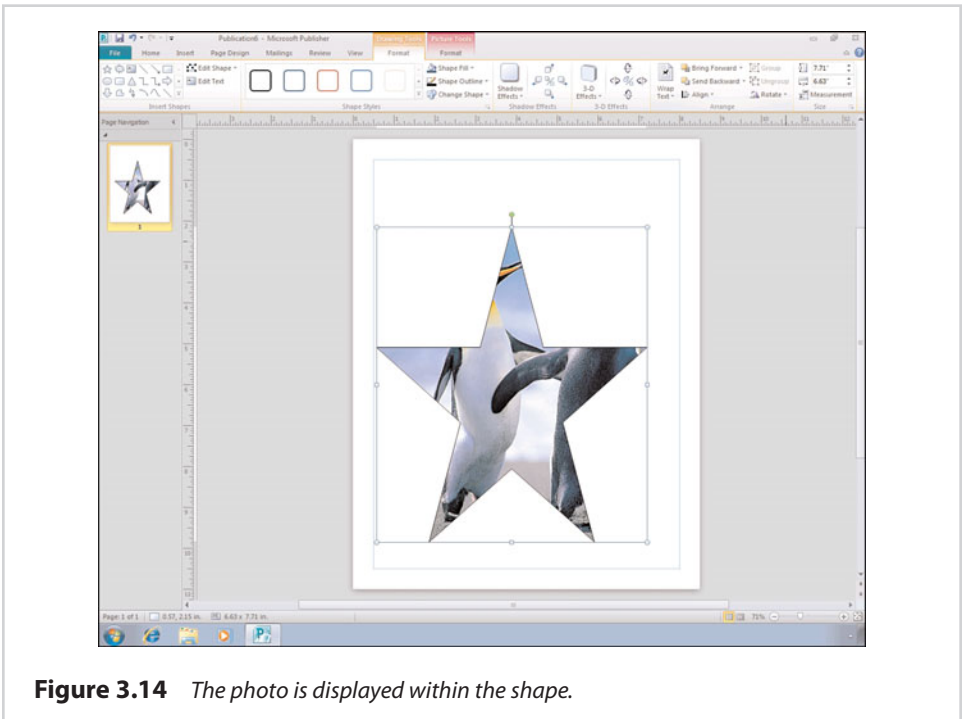 Publication6 - Microsoft Publisher
Drawing Tools Picture Tools
File Home Insert Page Design Mailings Review View Format Format
Edit Shape
Edit Text
Insert Shapes
Shape Styles
Shape Fill
Shape Outline
Change Shape
Shadow Effects
Shadow Effects
3-D Effects
3-D Effects
Wrap Text
Bring Forward
Send Backward
Align
Group
Ungroup
Rotate
Arrange
7.71"
6.63"
Measurement
Size
Page Navigation
1
Page: 1 of 1 0.57, 2.15 in. 6.63 x 7.71 in. 71%
Figure 3.14 The photo is displayed within the shape.